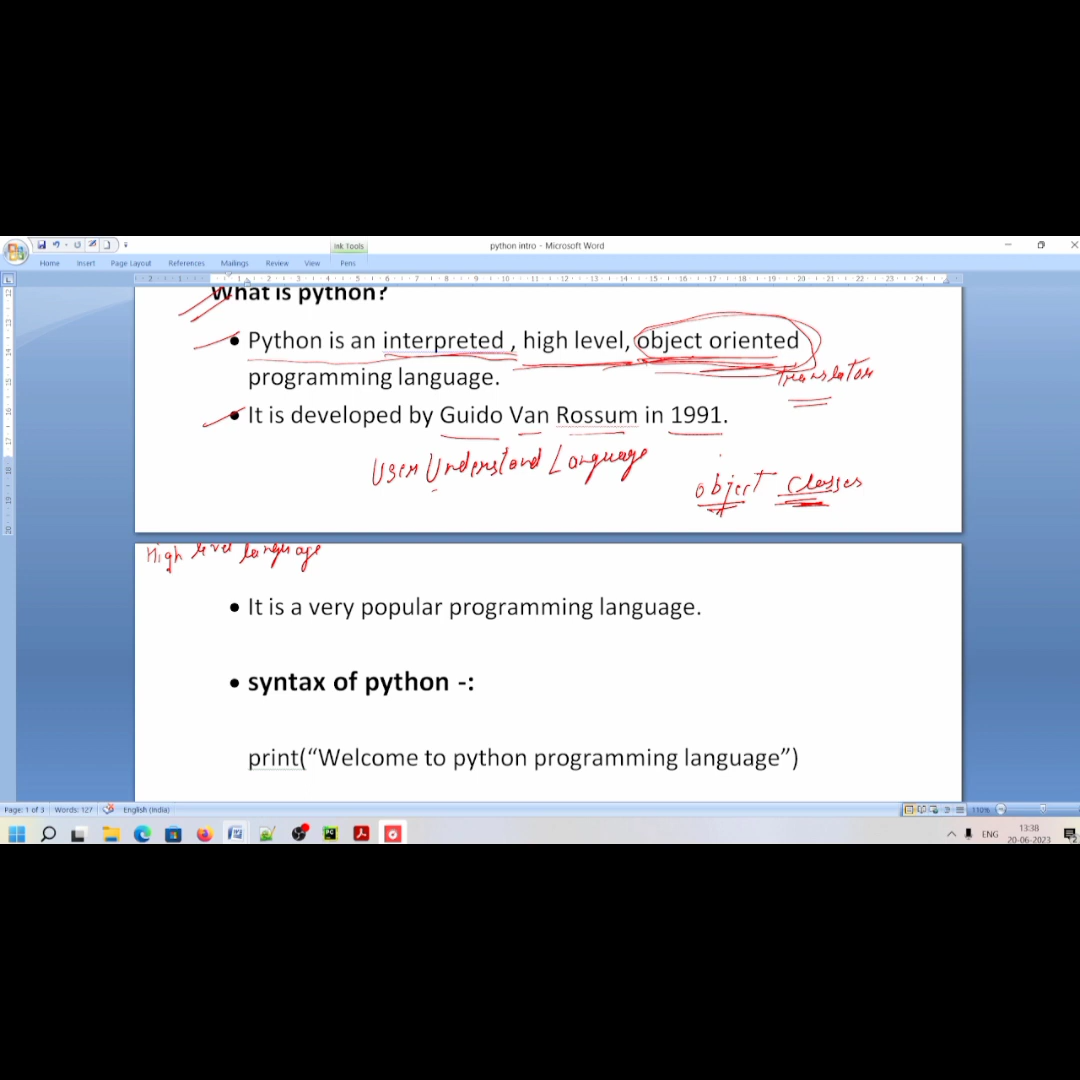 Ink Tools
python intro - Microsoft Word
Home Insert Page Layout References Mailings Review View Pens
What is python?
• Python is an interpreted , high level, object oriented
programming language.
Translator
• It is developed by Guido Van Rossum in 1991.
User Understand Language
object classes
High level language
• It is a very popular programming language.
• syntax of python -:
print(“Welcome to python programming language”)
Page: 1 of 3 Words: 127 English (India) 110%
ENG 13:38
20-06-2023